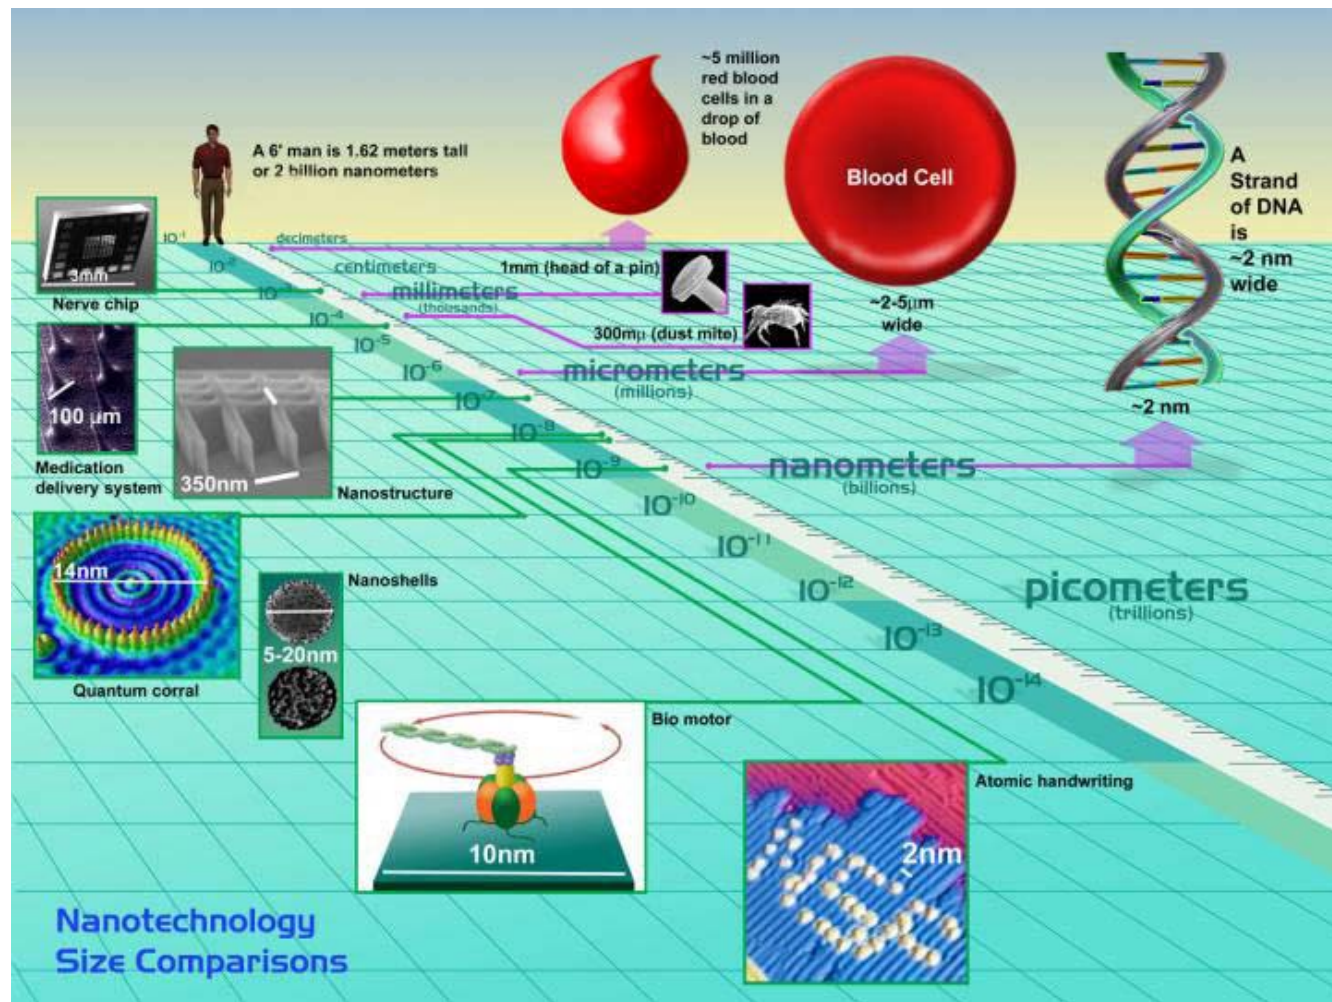 ~5 million
red blood
cells in a
drop of
blood
A 6' man is 1.62 meters tall
or 2 billion nanometers
Blood Cell
A
Strand
of DNA
is
~2 nm
wide
3mm
Nerve chip
10-1
10-2
10-3
10-4
10-5
10-6
10-7
10-8
10-9
10-10
10-11
10-12
10-13
10-14
decimeters
centimeters
millimeters
(thousands)
1mm (head of a pin)
300mµ (dust mite)
~2-5µm
wide
micrometers
(millions)
~2 nm
nanometers
(billions)
picometers
(trillions)
100 µm
Medication
delivery system
350nm
Nanostructure
14nm
Quantum corral
Nanoshells
5-20nm
Bio motor
10nm
Atomic handwriting
2nm
Nanotechnology
Size Comparisons